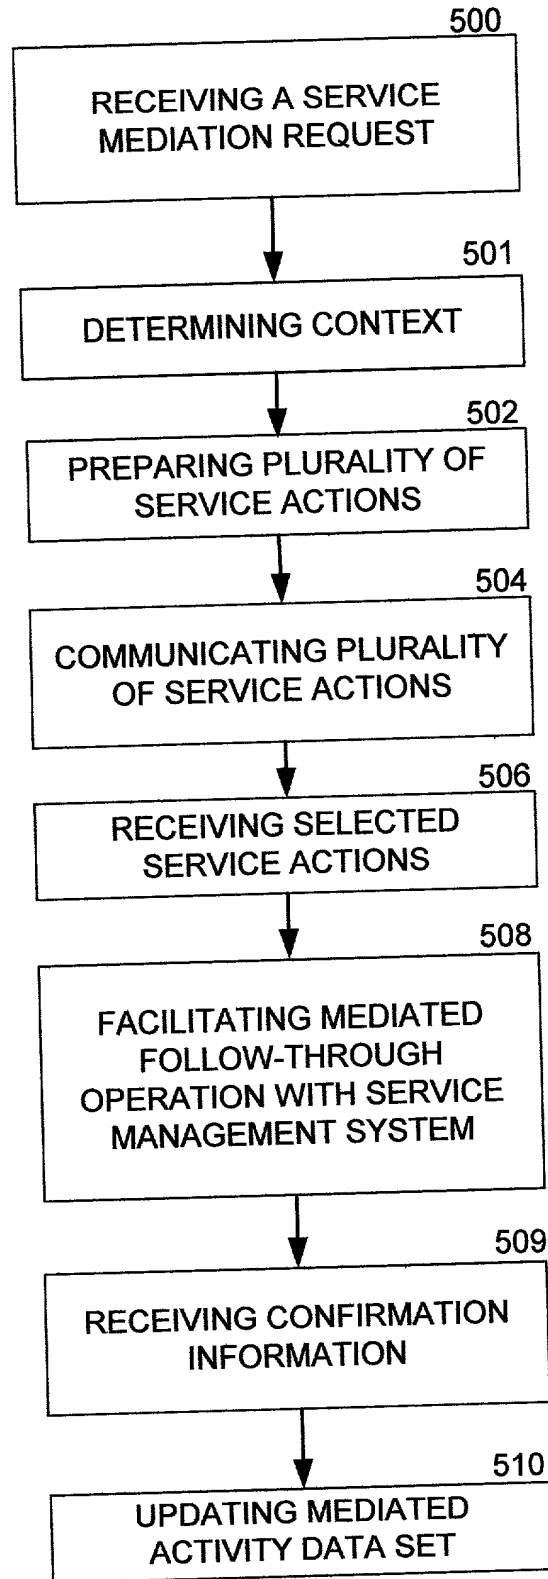 500
RECEIVING A SERVICE
MEDIATION REQUEST
501
DETERMINING CONTEXT
502
PREPARING PLURALITY OF
SERVICE ACTIONS
504
COMMUNICATING PLURALITY
OF SERVICE ACTIONS
506
RECEIVING SELECTED
SERVICE ACTIONS
508
FACILITATING MEDIATED
FOLLOW-THROUGH
OPERATION WITH SERVICE
MANAGEMENT SYSTEM
509
RECEIVING CONFIRMATION
INFORMATION
510
UPDATING MEDIATED
ACTIVITY DATA SET